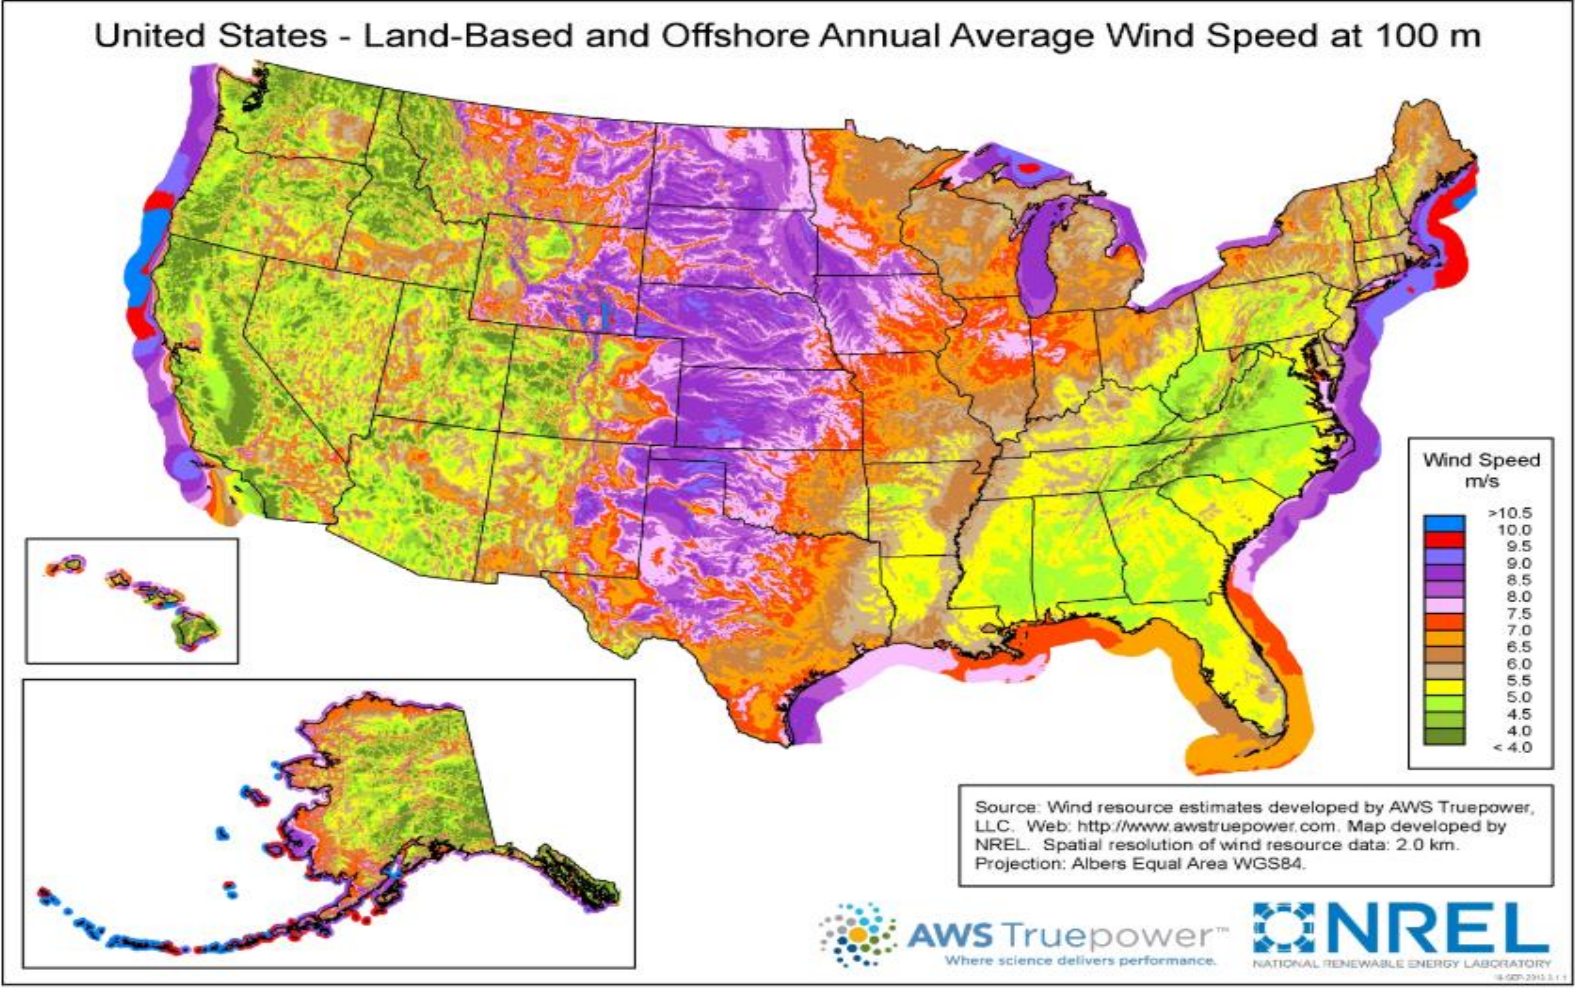 United States - Land-Based and Offshore Annual Average Wind Speed at 100 m
Wind Speed
m/s
>10.5
10.0
9.5
9.0
8.5
8.0
7.5
7.0
6.5
6.0
5.5
5.0
4.5
4.0
< 4.0
Source: Wind resource estimates developed by AWS Truepower,
LLC. Web: http://www.awstruepower.com. Map developed by
NREL. Spatial resolution of wind resource data: 2.0 km.
Projection: Albers Equal Area WGS84.
AWS Truepower™
Where science delivers performance.
NREL
NATIONAL RENEWABLE ENERGY LABORATORY